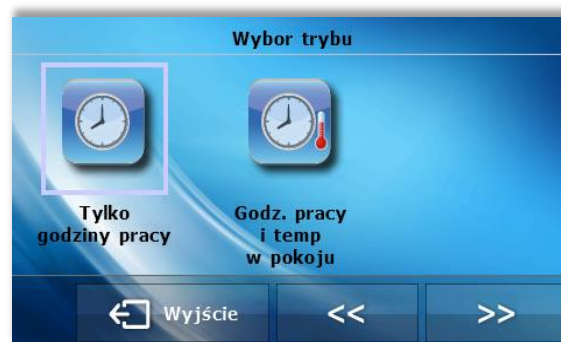 Wybor trybu
Tylko
godziny pracy
Godz. pracy
i temp
w pokoju
Wyjście
<<
>>